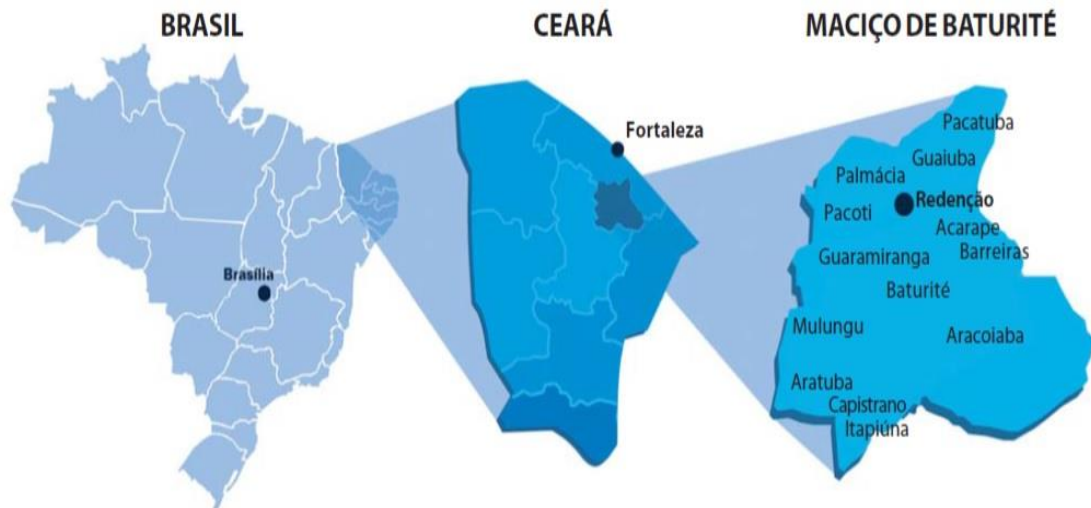 BRASIL
CEARÁ
MACIÇO DE BATURITÉ
Brasília
Fortaleza
Pacatuba
Guaiuba
Palmácia
Redenção
Pacoti
Acarape
Barreiras
Guaramiranga
Baturité
Mulungu
Aracoiaba
Aratuba
Capistrano
Itapiúna